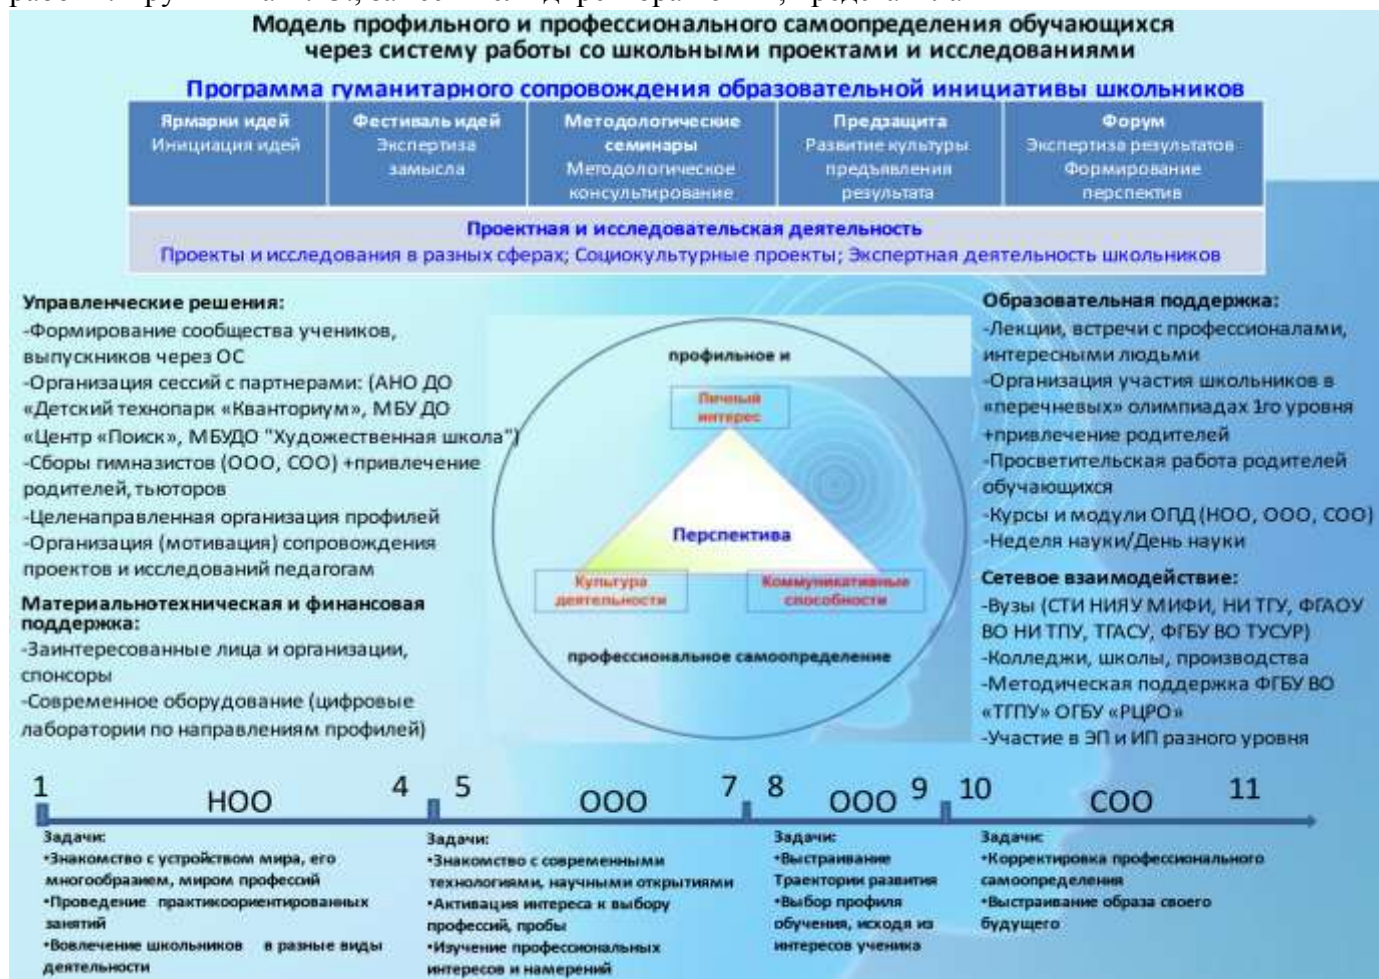 Модель профильного и профессионального самоопределения обучающихся
через систему работы со школьными проектами и исследованиями
Программа гуманитарного сопровождения образовательной инициативы школьников
Ярмарки идей
Инициация идей
Фестиваль идей
Экспертиза
замысла
Методологические
семинары
Методологическое
консультирование
Предзащита
Развитие культуры
предъявления
результата
Форум
Экспертиза результатов
Формирование
перспектив
Проектная и исследовательская деятельность
Проекты и исследования в разных сферах; Социокультурные проекты; Экспертная деятельность школьников
Управленческие решения:
-Формирование сообщества учеников,
выпускников через ОС
-Организация сессий с партнерами: (АНО ДО
«Детский технопарк «Кванториум», МБУ ДО
«Центр «Поиск», МБУДО "Художественная школа")
-Сборы гимназистов (ООО, СОО) +привлечение
родителей, тьюторов
-Целенаправленная организация профилей
-Организация (мотивация) сопровождения
проектов и исследований педагогам
Материальнотехническая и финансовая
поддержка:
-Заинтересованные лица и организации,
спонсоры
-Современное оборудование (цифровые
лаборатории по направлениям профилей)
профильное и
Личный
интерес
Перспектива
Культура
деятельности
Коммуникативные
способности
профессиональное самоопределение
Образовательная поддержка:
-Лекции, встречи с профессионалами,
интересными людьми
-Организация участия школьников в
«перечневых» олимпиадах 1го уровня
+привлечение родителей
-Просветительская работа родителей
обучающихся
-Курсы и модули ОПД (НОО, ООО, СОО)
-Неделя науки/День науки
Сетевое взаимодействие:
-Вузы (СТИ НИЯУ МИФИ, НИ ТГУ, ФГАОУ
ВО НИ ТПУ, ТГАСУ, ФГБУ ВО ТУСУР)
-Колледжи, школы, производства
-Методическая поддержка ФГБУ ВО
«ТГПУ» ОГБУ «РЦРО»
-Участие в ЭП и ИП разного уровня
1 НОО 4 5 ООО 7 8 ООО 9 10 СОО 11
Задачи:
•Знакомство с устройством мира, его
многообразием, миром профессий
•Проведение практикоориентированных
занятий
•Вовлечение школьников в разные виды
деятельности
Задачи:
•Знакомство с современными
технологиями, научными открытиями
•Активация интереса к выбору
профессий, пробы
•Изучение профессиональных
интересов и намерений
Задачи:
•Выстраивание
Траектории развития
•Выбор профиля
обучения, исходя из
интересов ученика
Задачи:
•Корректировка профессионального
самоопределения
•Выстраивание образа своего
будущего